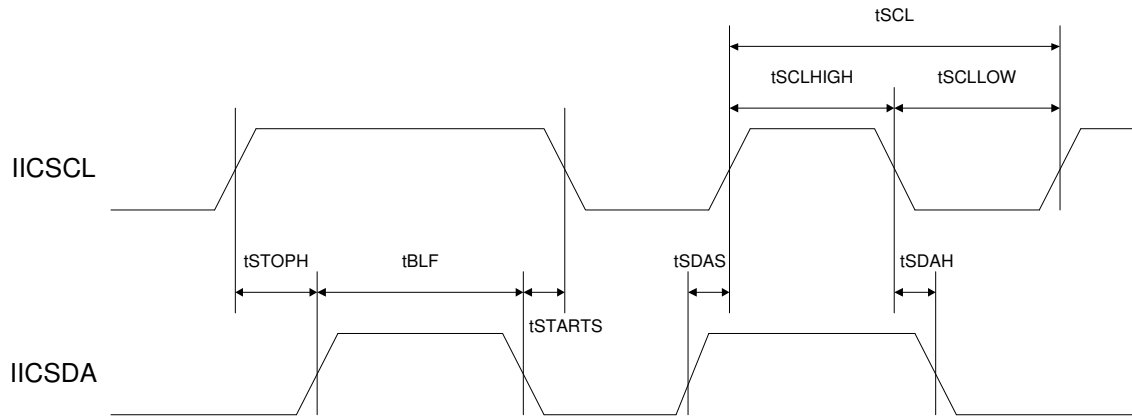 tSCL
tSCLHIGH
tSCLLOW
IICSCL
tSTOPH
tBLF
tSDAS
tSDAH
tSTARTS
IICSDA